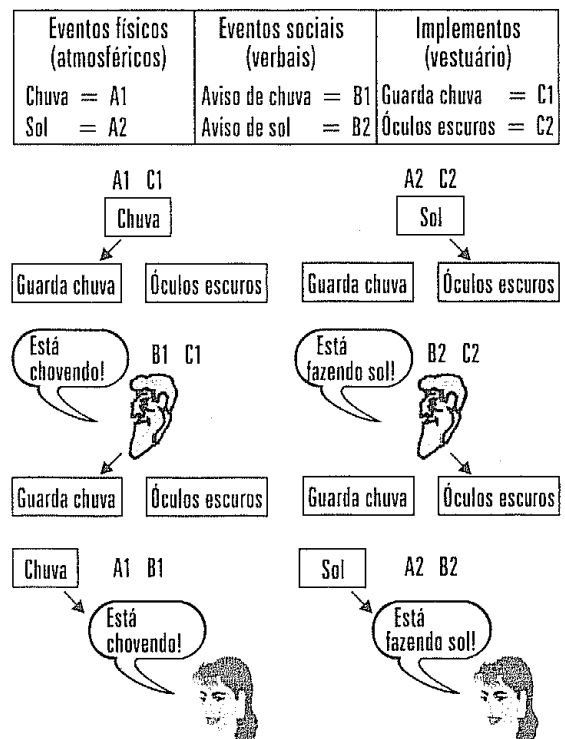 Eventos físicos
(atmosféricos)
Chuva = A1
Sol = A2
Eventos sociais
(verbais)
Aviso de chuva = B1
Aviso de sol = B2
Implementos
(vestuário)
Guarda chuva = C1
Óculos escuros = C2
A1 C1
Chuva
Guarda chuva
Óculos escuros
A2 C2
Sol
Guarda chuva
Óculos escuros
Está
chovendo!
B1 C1
Guarda chuva
Óculos escuros
Está
fazendo sol!
B2 C2
Guarda chuva
Óculos escuros
Chuva
A1 B1
Está
chovendo!
Sol
A2 B2
Está
fazendo sol!